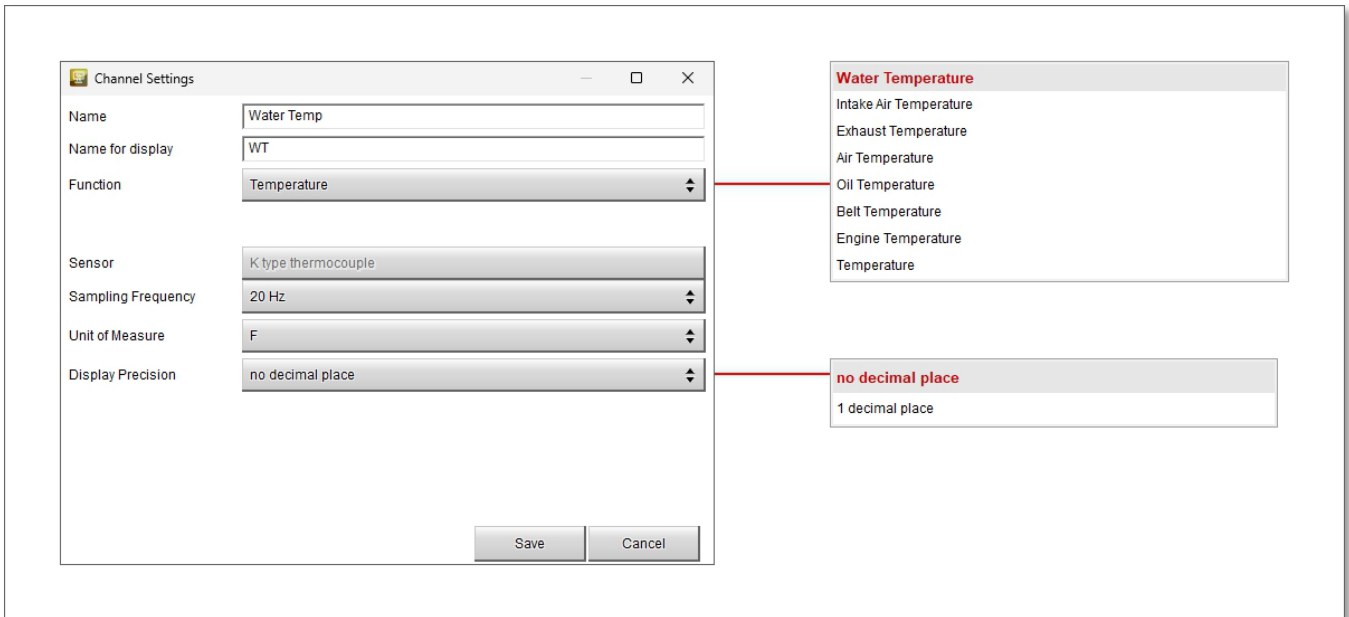 Channel Settings
Name
Water Temp
Name for display
WT
Function
Temperature
Sensor
K type thermocouple
Sampling Frequency
20 Hz
Unit of Measure
F
Display Precision
no decimal place
Save
Cancel
Water Temperature
Intake Air Temperature
Exhaust Temperature
Air Temperature
Oil Temperature
Belt Temperature
Engine Temperature
Temperature
no decimal place
1 decimal place